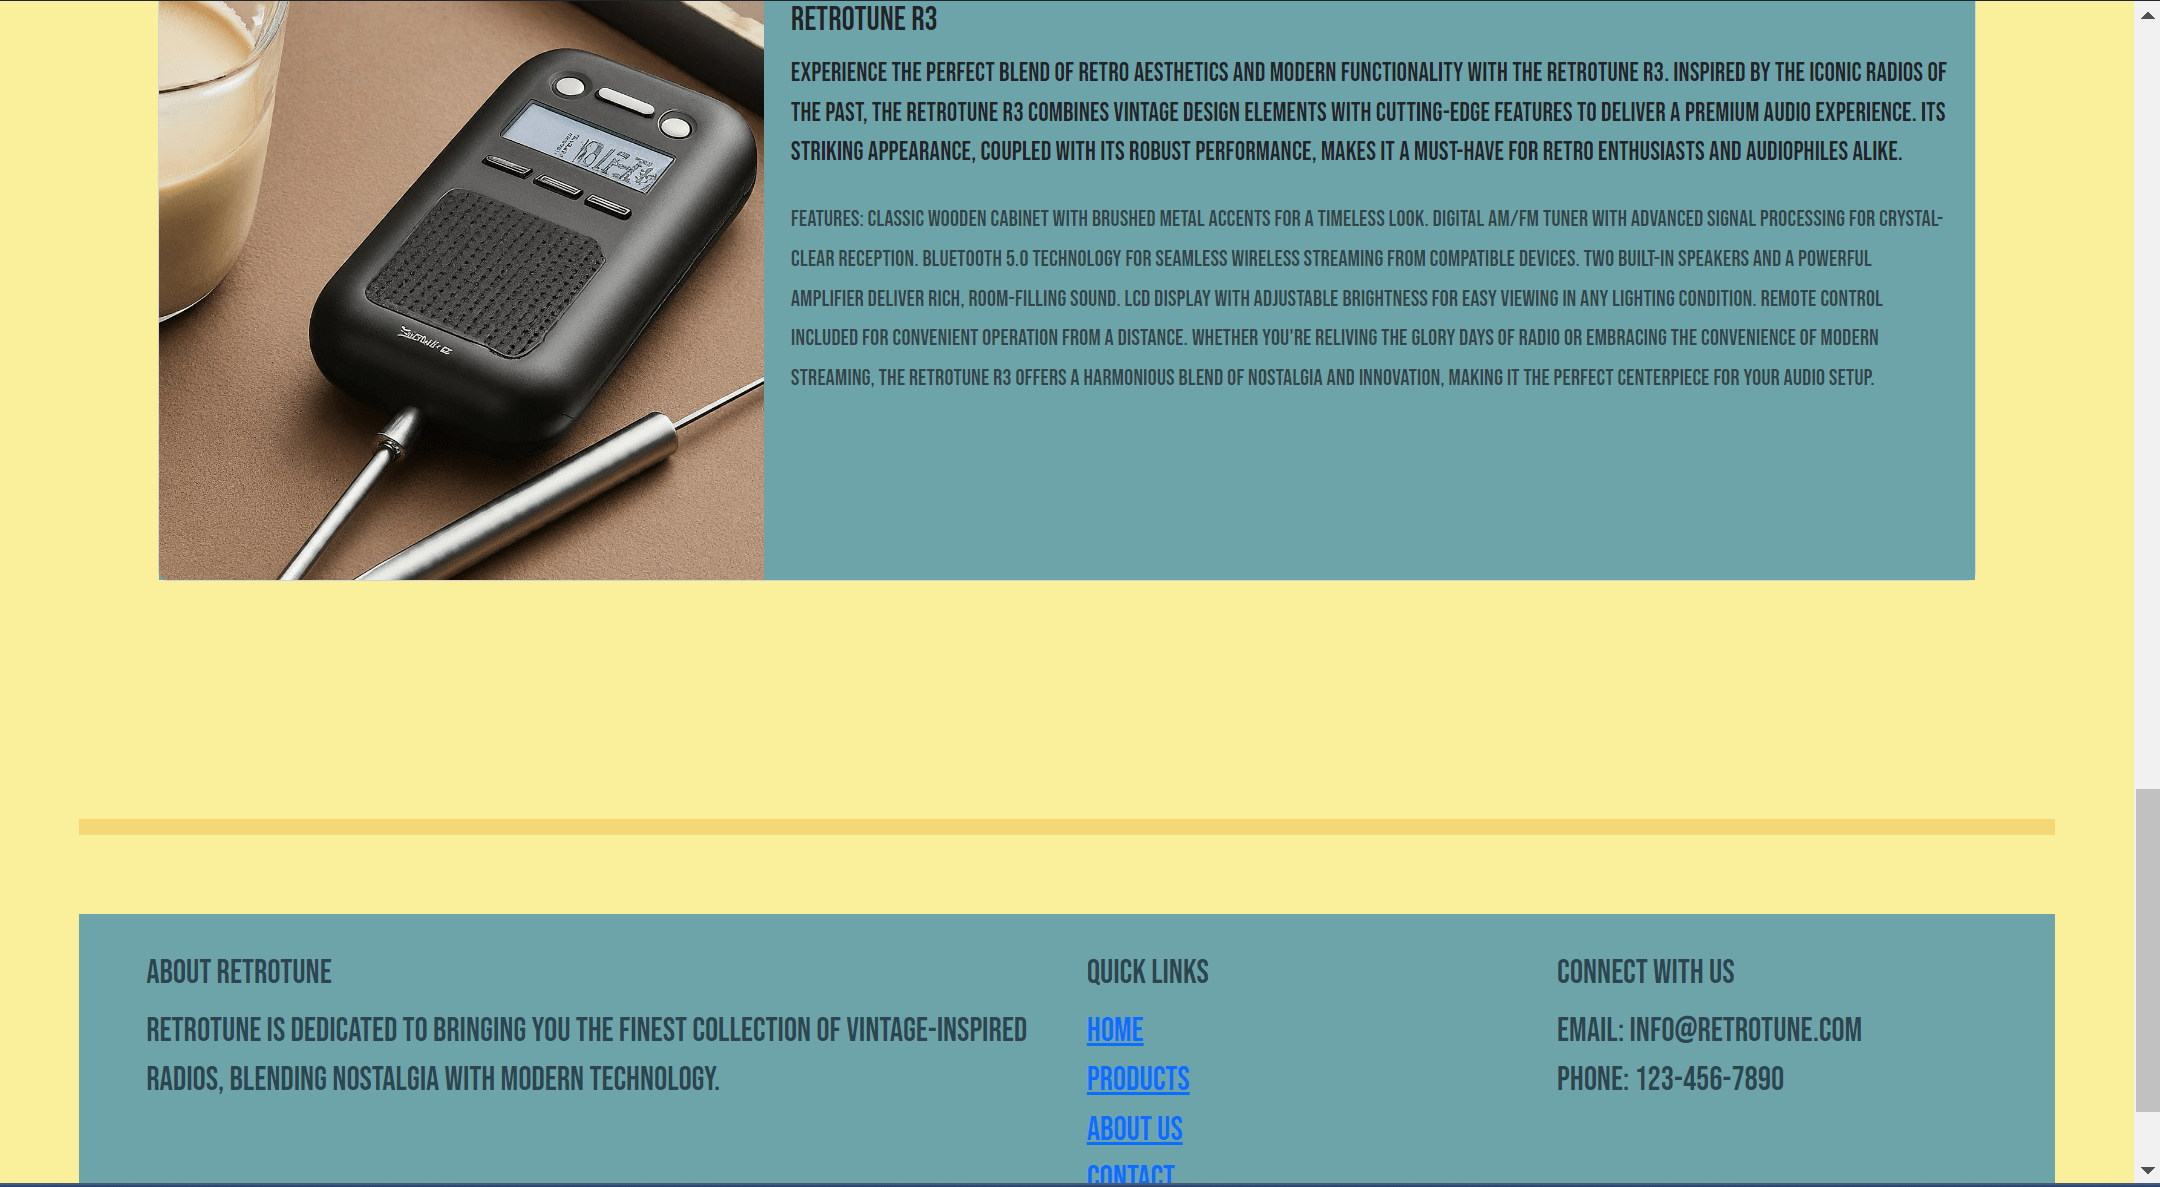 RETROTUNE R3
EXPERIENCE THE PERFECT BLEND OF RETRO AESTHETICS AND MODERN FUNCTIONALITY WITH THE RETROTUNE R3. INSPIRED BY THE ICONIC RADIOS OF
THE PAST, THE RETROTUNE R3 COMBINES VINTAGE DESIGN ELEMENTS WITH CUTTING-EDGE FEATURES TO DELIVER A PREMIUM AUDIO EXPERIENCE. ITS
STRIKING APPEARANCE, COUPLED WITH ITS ROBUST PERFORMANCE, MAKES IT A MUST-HAVE FOR RETRO ENTHUSIASTS AND AUDIOPHILES ALIKE.
FEATURES: CLASSIC WOODEN CABINET WITH BRUSHED METAL ACCENTS FOR A TIMELESS LOOK. DIGITAL AM/FM TUNER WITH ADVANCED SIGNAL PROCESSING FOR CRYSTAL-
CLEAR RECEPTION. BLUETOOTH 5.0 TECHNOLOGY FOR SEAMLESS WIRELESS STREAMING FROM COMPATIBLE DEVICES. TWO BUILT-IN SPEAKERS AND A POWERFUL
AMPLIFIER DELIVER RICH, ROOM-FILLING SOUND. LCD DISPLAY WITH ADJUSTABLE BRIGHTNESS FOR EASY VIEWING IN ANY LIGHTING CONDITION. REMOTE CONTROL
INCLUDED FOR CONVENIENT OPERATION FROM A DISTANCE. WHETHER YOU'RE RELIVING THE GLORY DAYS OF RADIO OR EMBRACING THE CONVENIENCE OF MODERN
STREAMING, THE RETROTUNE R3 OFFERS A HARMONIOUS BLEND OF NOSTALGIA AND INNOVATION, MAKING IT THE PERFECT CENTERPIECE FOR YOUR AUDIO SETUP.
ABOUT RETROTUNE
RETROTUNE IS DEDICATED TO BRINGING YOU THE FINEST COLLECTION OF VINTAGE-INSPIRED
RADIOS, BLENDING NOSTALGIA WITH MODERN TECHNOLOGY.
QUICK LINKS
HOME
PRODUCTS
ABOUT US
CONTACT
CONNECT WITH US
EMAIL: INFO@RETROTUNE.COM
PHONE: 123-456-7890